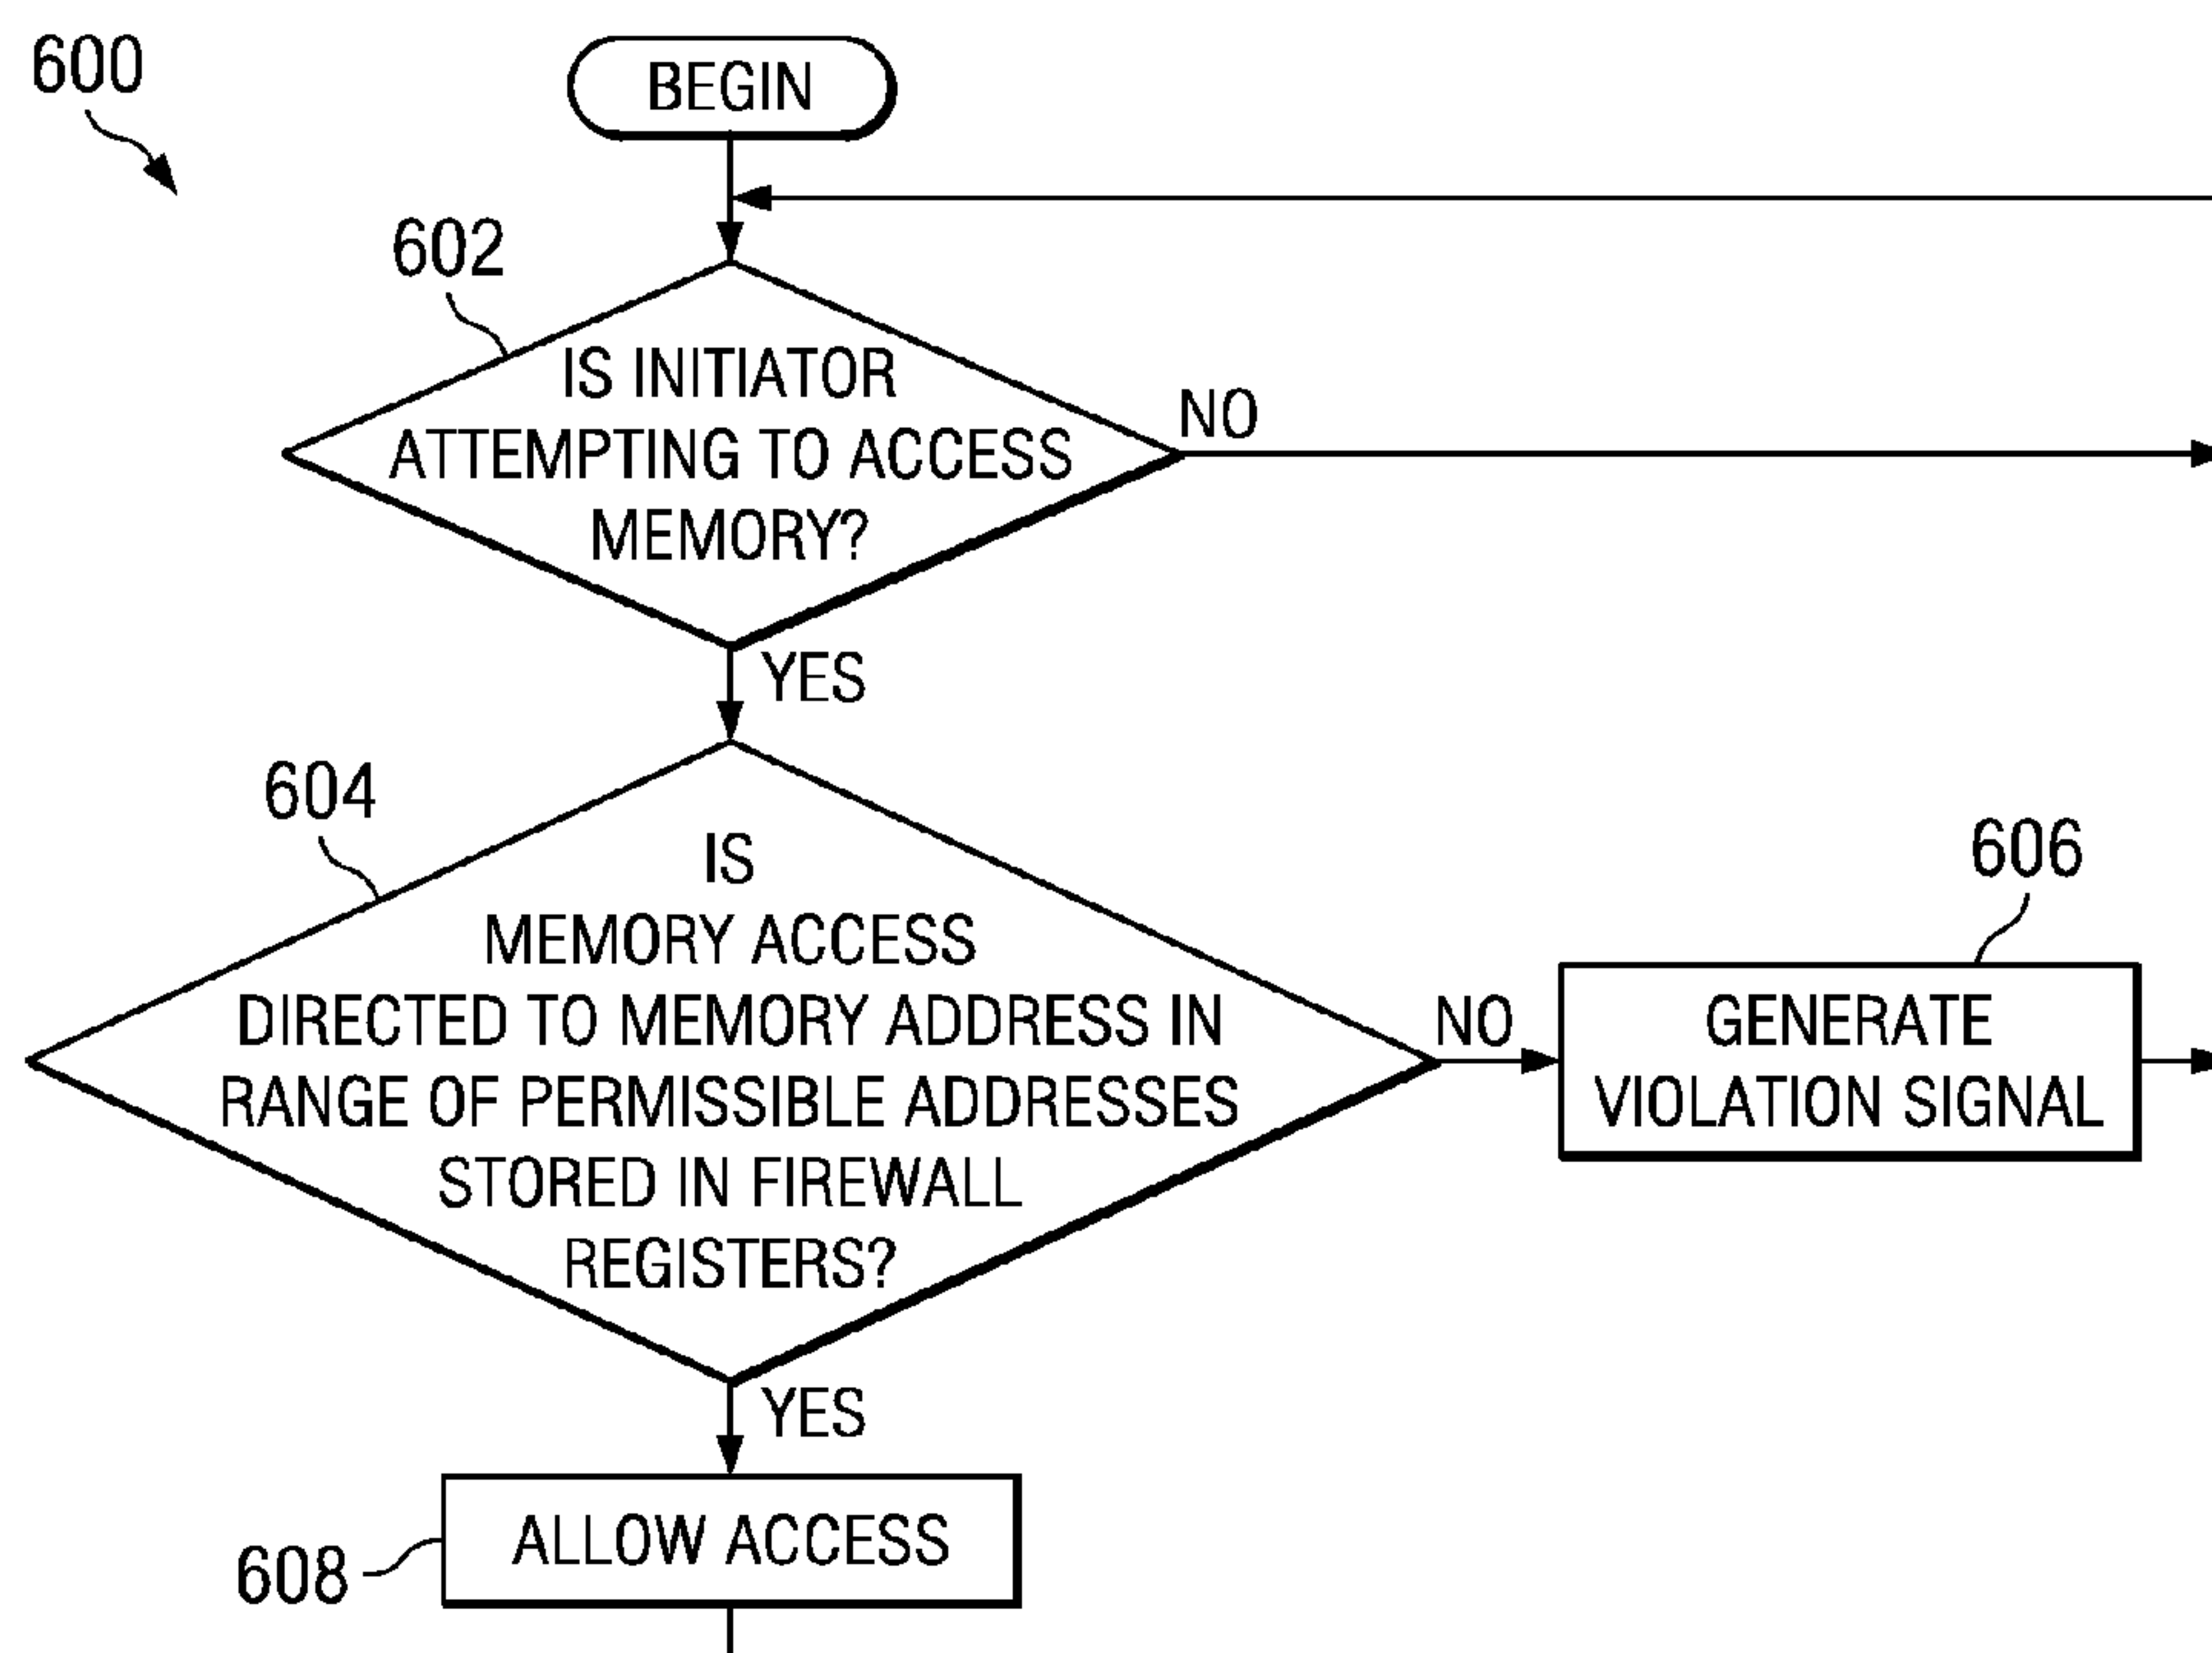 600
BEGIN
602
IS INITIATOR
ATTEMPTING TO ACCESS
MEMORY?
NO
YES
604
IS
MEMORY ACCESS
DIRECTED TO MEMORY ADDRESS IN
RANGE OF PERMISSIBLE ADDRESSES
STORED IN FIREWALL
REGISTERS?
NO
606
GENERATE
VIOLATION SIGNAL
YES
ALLOW ACCESS
608